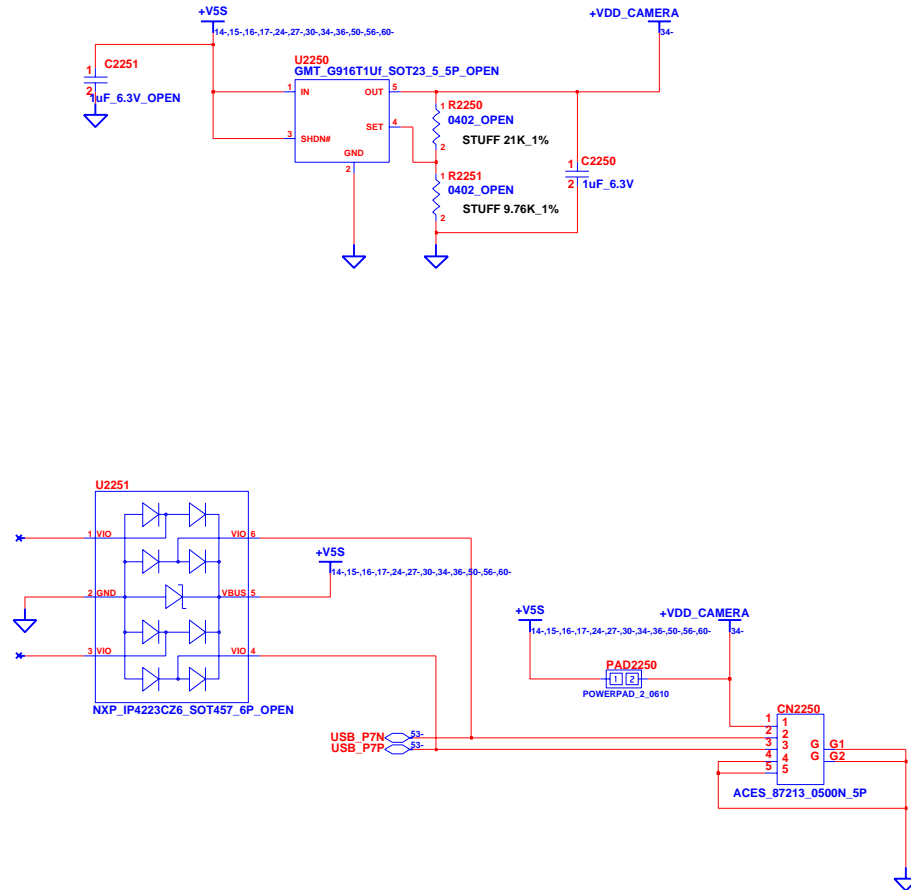 +V5S
14-,15-,16-,17-,24-,27-,30-,34-,36-,50-,56-,60-
+VDD_CAMERA
34-
1
C2251
2
1uF_6.3V_OPEN
U2250
GMT_G916T1Uf_SOT23_5_5P_OPEN
1
IN
OUT
5
3
SHDN#
SET
4
GND
2
1
R2250
0402_OPEN
STUFF 21K_1%
2
1
R2251
0402_OPEN
STUFF 9.76K_1%
2
1
C2250
2
1uF_6.3V
U2251
1
VIO
VIO
6
2
GND
VBUS
5
3
VIO
VIO
4
NXP_IP4223CZ6_SOT457_6P_OPEN
+V5S
14-,15-,16-,17-,24-,27-,30-,34-,36-,50-,56-,60-
+V5S
14-,15-,16-,17-,24-,27-,30-,34-,36-,50-,56-,60-
+VDD_CAMERA
34-
PAD2250
1 2
POWERPAD_2_0610
USB_P7N
53-
USB_P7P
53-
CN2250
1 1
2 2
3 3
4 4
5 5
G G1
G G2
ACES_87213_0500N_5P